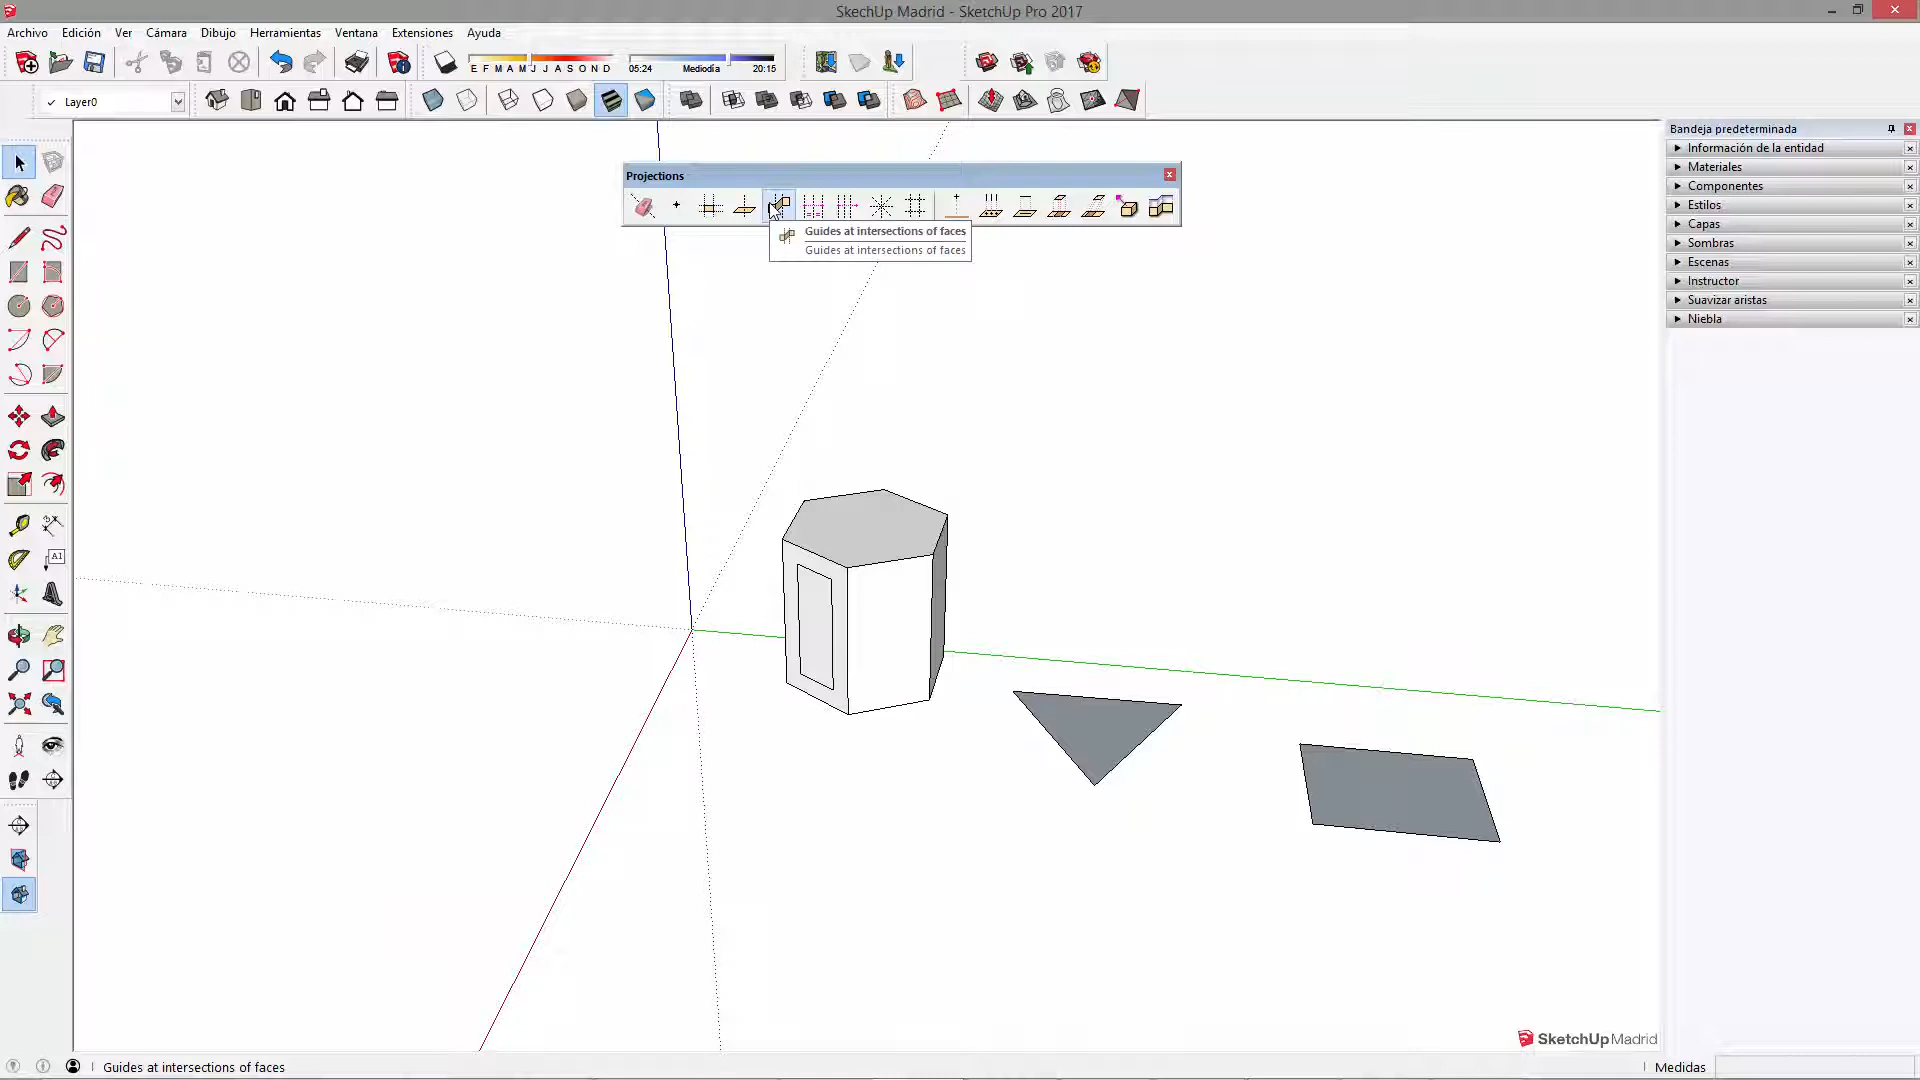 SkechUp Madrid - SketchUp Pro 2017
Archivo Edición Ver Cámara Dibujo Herramientas Ventana Extensiones Ayuda
E F M A M J J A S O N D 05:24 Mediodía 20:15
Layer0
Bandeja predeterminada
Información de la entidad
Materiales
Componentes
Estilos
Capas
Sombras
Escenas
Instructor
Suavizar aristas
Niebla
Projections
Guides at intersections of faces
Guides at intersections of faces
A1
SketchUp Madrid
Guides at intersections of faces
Medidas